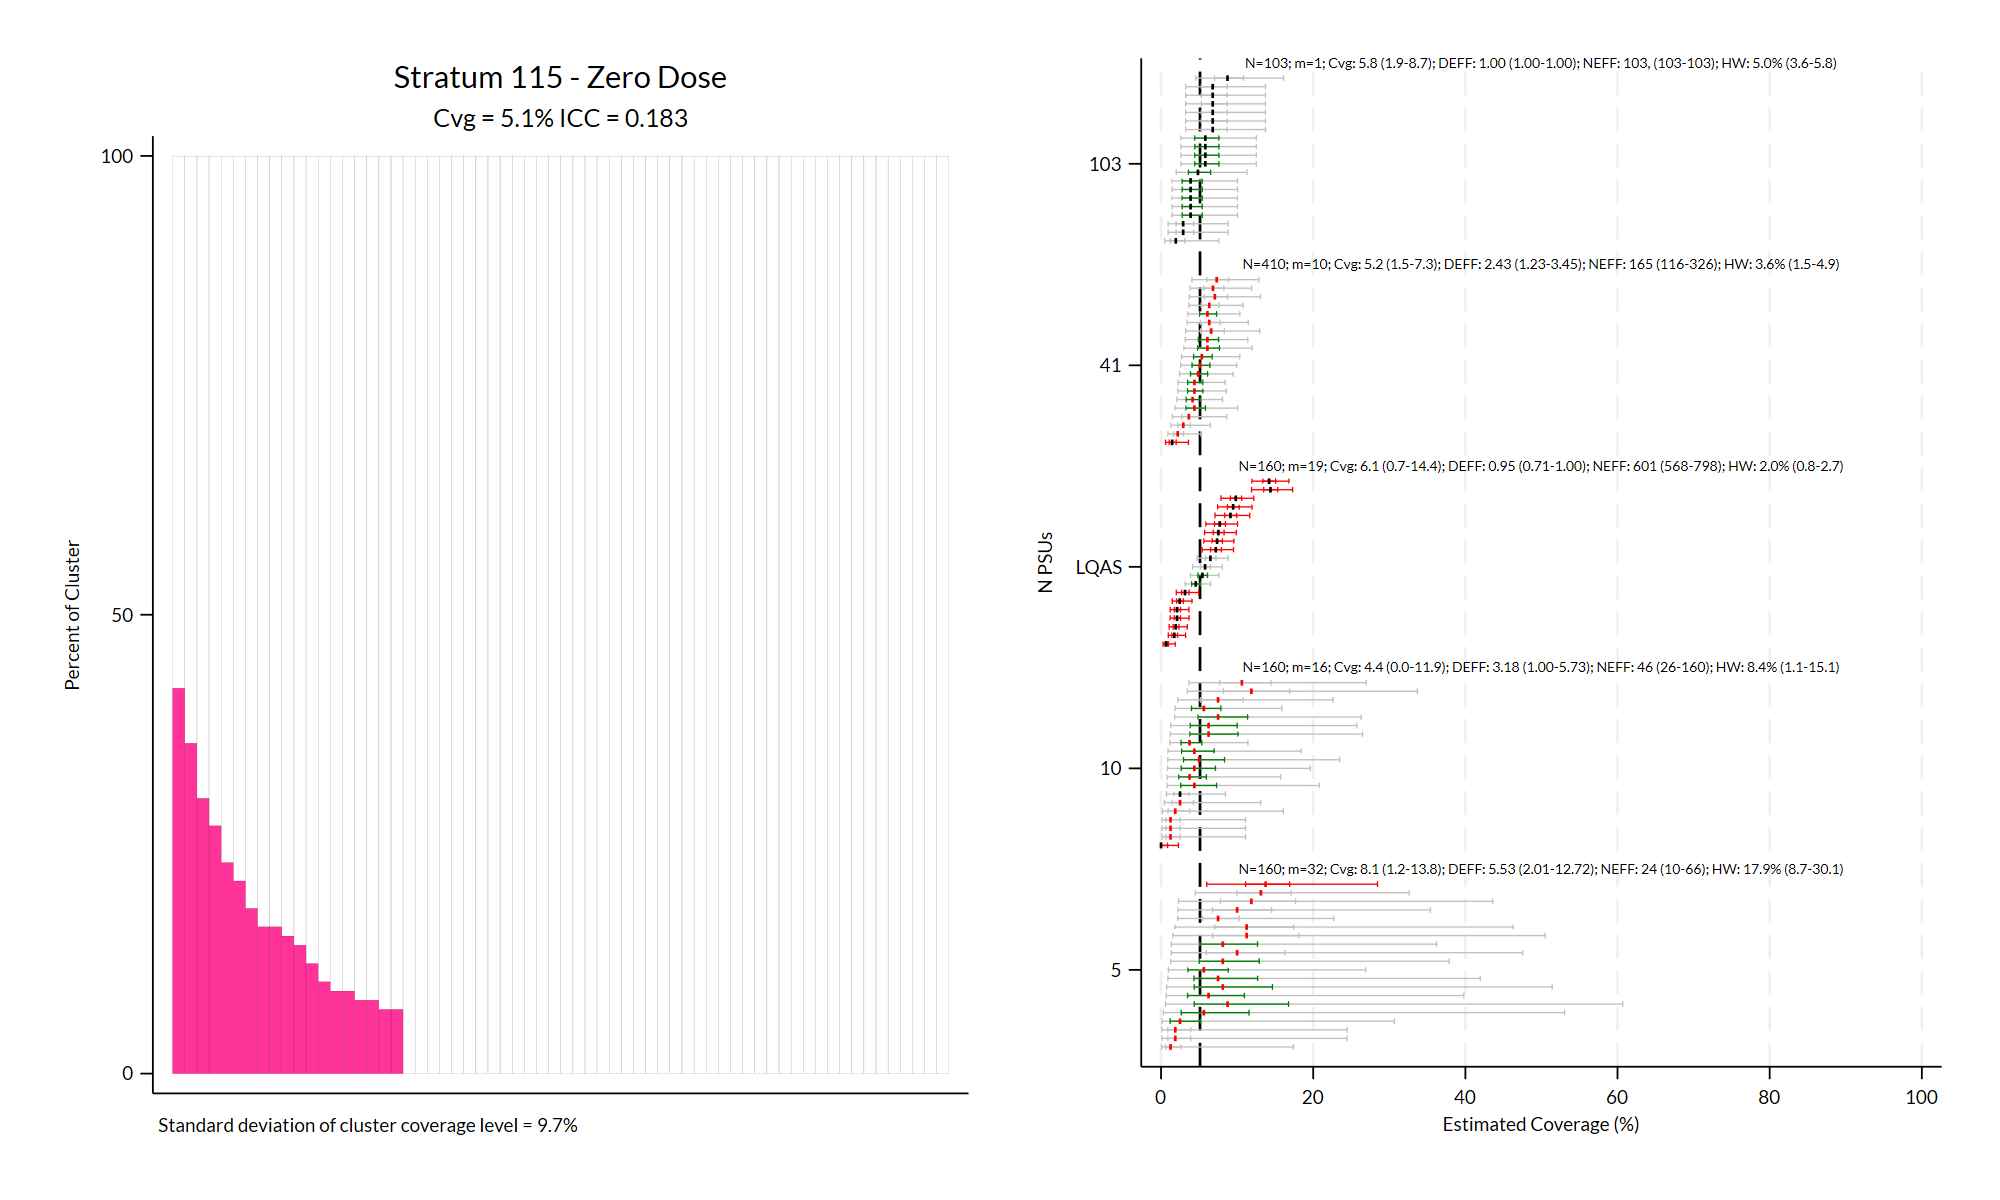 Stratum 115 - Zero Dose
Cvg = 5.1% ICC = 0.183
100
50
0
Percent of Cluster
Standard deviation of cluster coverage level = 9.7%
N PSUs
N=103; m=1; Cvg: 5.8 (1.9-8.7); DEFF: 1.00 (1.00-1.00); NEFF: 103, (103-103); HW: 5.0% (3.6-5.8)
103
N=410; m=10; Cvg: 5.2 (1.5-7.3); DEFF: 2.43 (1.23-3.45); NEFF: 165 (116-326); HW: 3.6% (1.5-4.9)
41
N=160; m=19; Cvg: 6.1 (0.7-14.4); DEFF: 0.95 (0.71-1.00); NEFF: 601 (568-798); HW: 2.0% (0.8-2.7)
LQAS
N=160; m=16; Cvg: 4.4 (0.0-11.9); DEFF: 3.18 (1.00-5.73); NEFF: 46 (26-160); HW: 8.4% (1.1-15.1)
10
N=160; m=32; Cvg: 8.1 (1.2-13.8); DEFF: 5.53 (2.01-12.72); NEFF: 24 (10-66); HW: 17.9% (8.7-30.1)
5
0 20 40 60 80 100
Estimated Coverage (%)